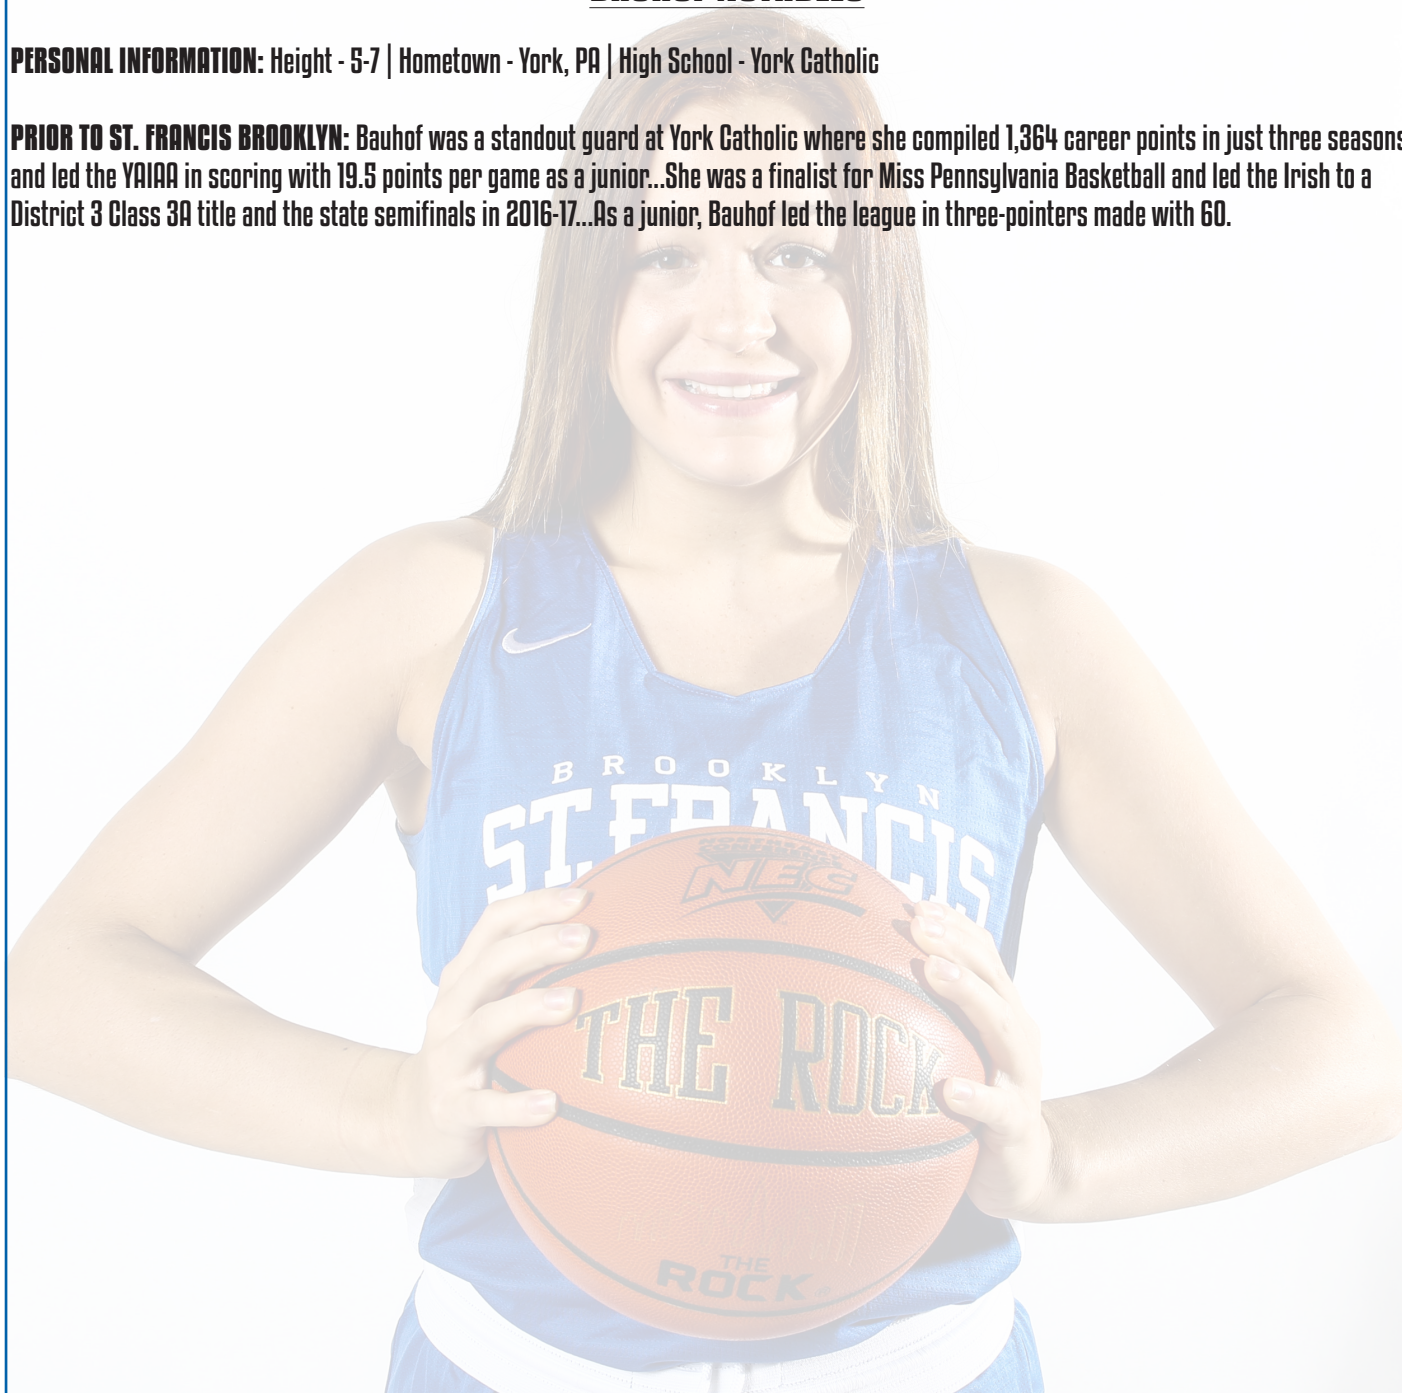 PERSONAL INFORMATION: Height - 5-7 | Hometown - York, PA | High School - York Catholic
PRIOR TO ST. FRANCIS BROOKLYN: Bauhof was a standout guard at York Catholic where she compiled 1,364 career points in just three seasons
and led the YAIAA in scoring with 19.5 points per game as a junior...She was a finalist for Miss Pennsylvania Basketball and led the Irish to a
District 3 Class 3A title and the state semifinals in 2016-17...As a junior, Bauhof led the league in three-pointers made with 60.
BROOKLYN
ST. FRANCIS
NEC
THE ROCK
THE
ROCK